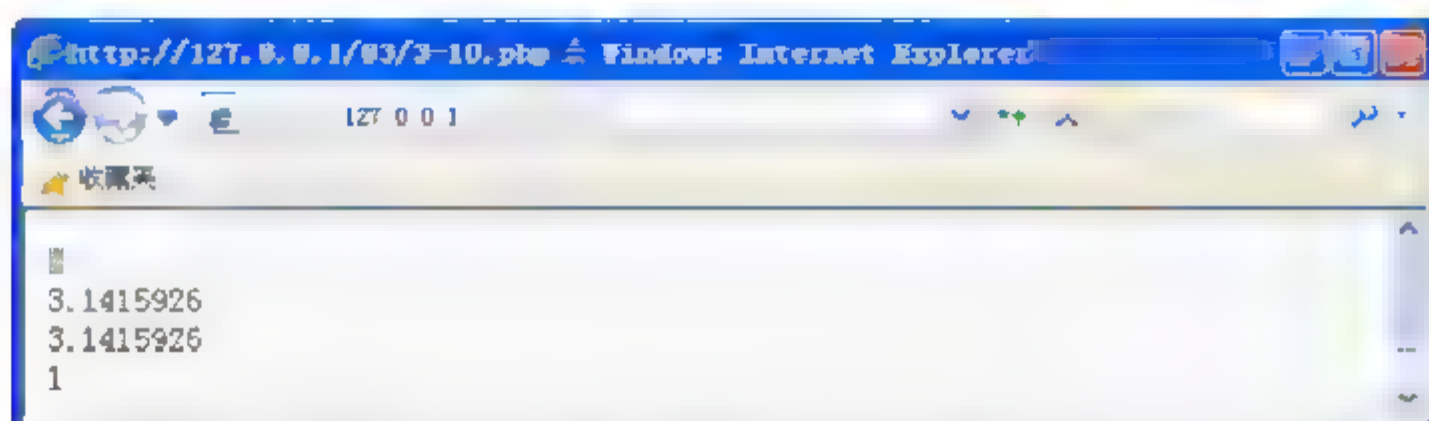 http://127.0.0.1/03/3-10.php - Windows Internet Explorer
127 0 0 1
收藏夹
3.1415926
3.1415926
1